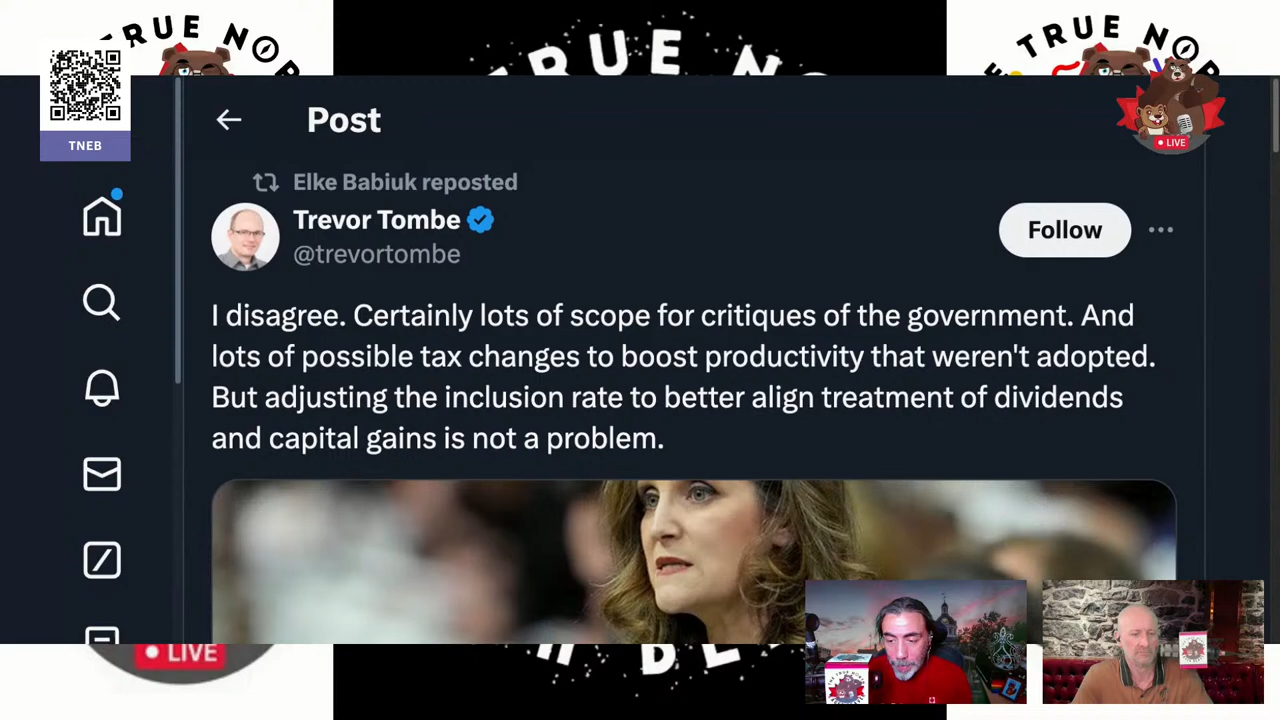 TRUE NOR
TRUE NO
TRUE NOR
TNEB
LIVE
Post
Elke Babiuk reposted
Trevor Tombe
@trevortombe
Follow
I disagree. Certainly lots of scope for critiques of the government. And
lots of possible tax changes to boost productivity that weren't adopted.
But adjusting the inclusion rate to better align treatment of dividends
and capital gains is not a problem.
LIVE